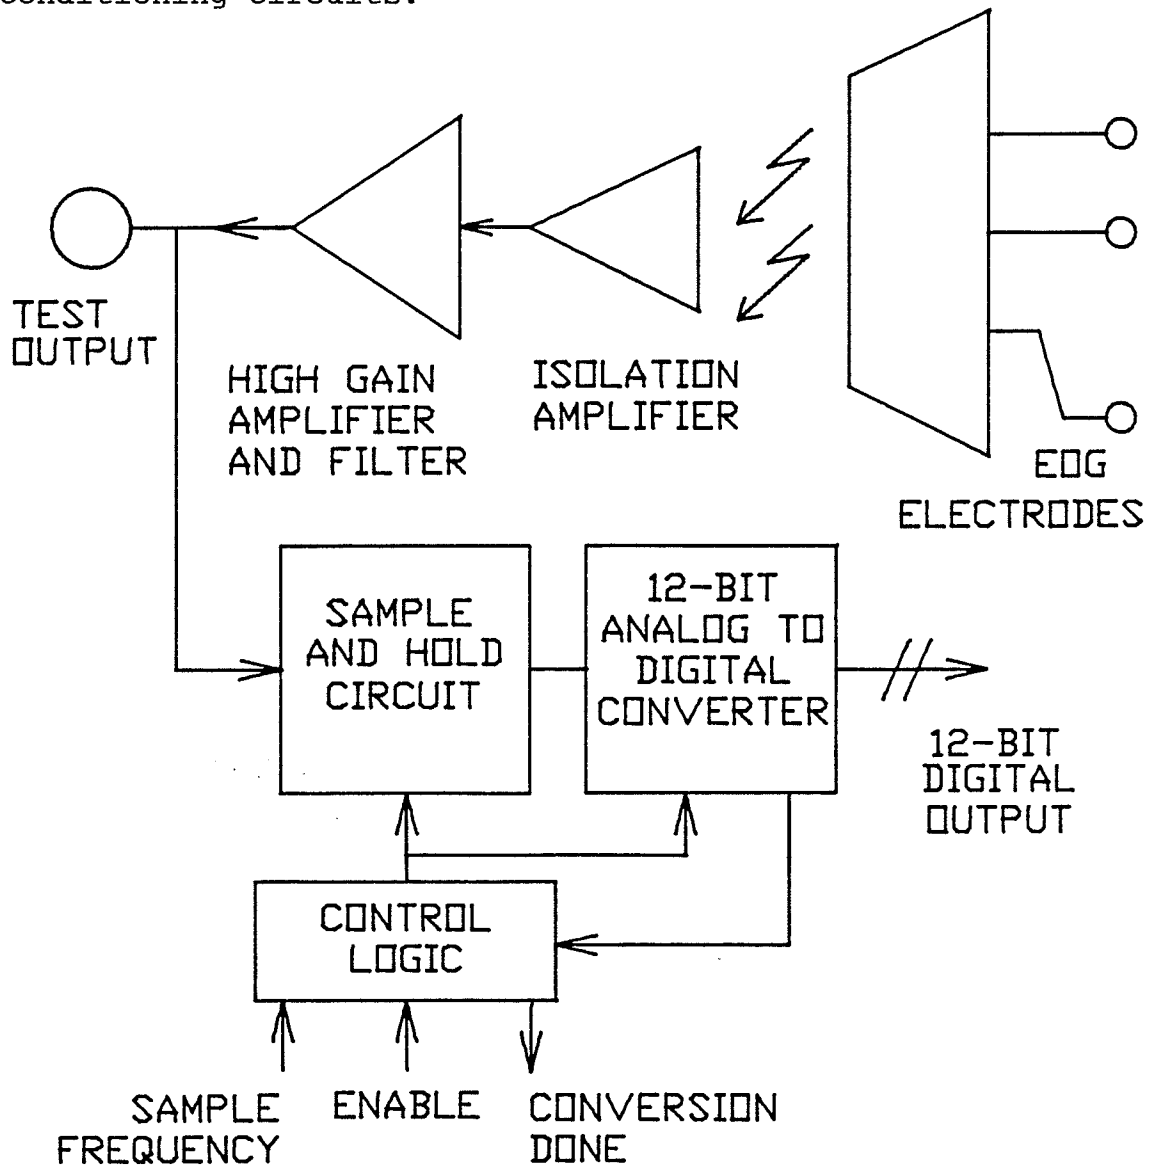 conditioning circuits.
TEST
OUTPUT
HIGH GAIN
AMPLIFIER
AND FILTER
ISOLATION
AMPLIFIER
EOG
ELECTRODES
SAMPLE
AND HOLD
CIRCUIT
12-BIT
ANALOG TO
DIGITAL
CONVERTER
12-BIT
DIGITAL
OUTPUT
CONTROL
LOGIC
SAMPLE
FREQUENCY
ENABLE
CONVERSION
DONE